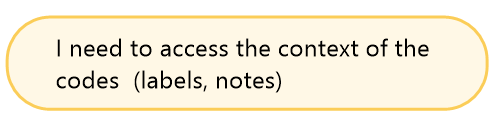 I need to access the context of the
codes  (labels, notes)